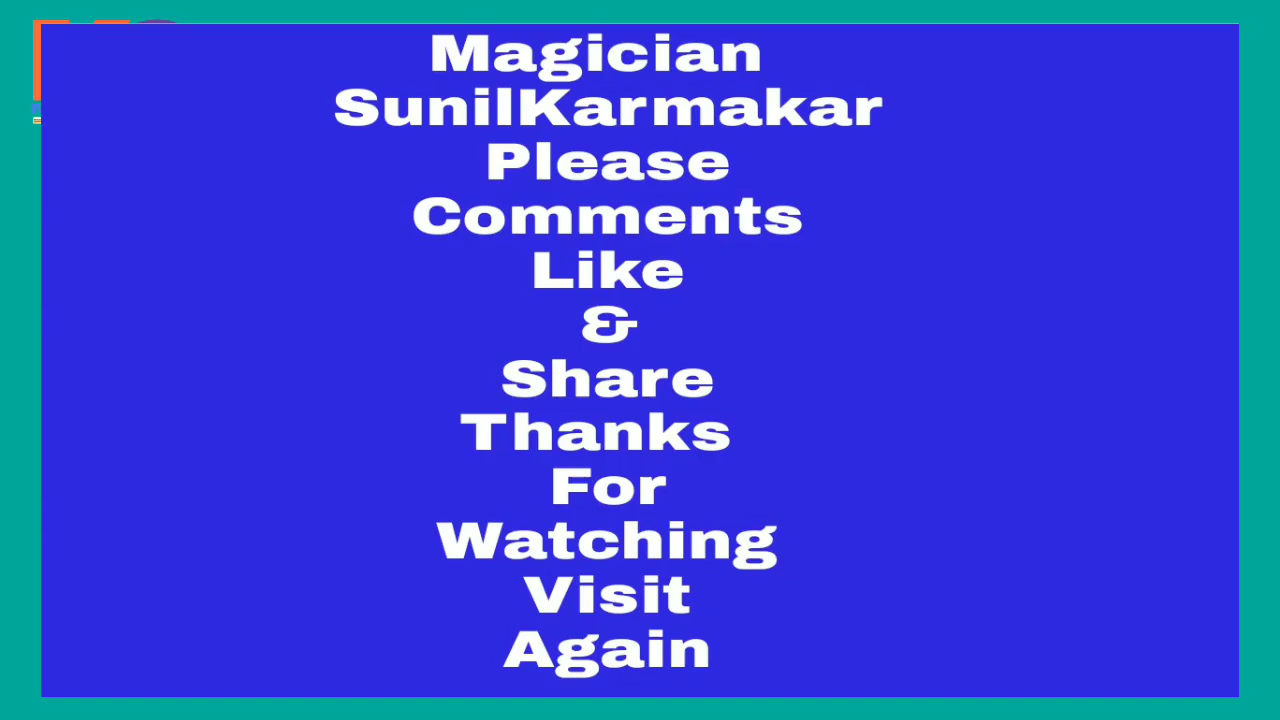 Magician
SunilKarmakar
Please
Comments
Like
&
Share
Thanks
For
Watching
Visit
Again